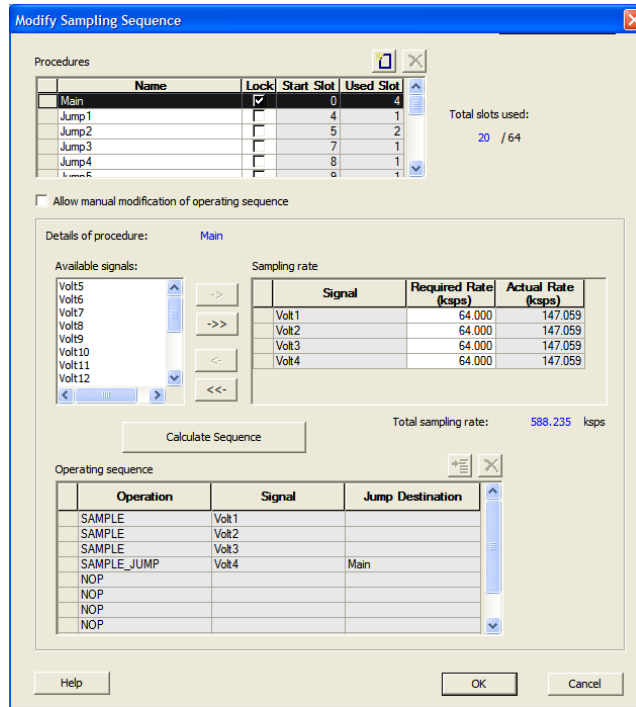 Modify Sampling Sequence
Procedures
Name Lock Start Slot Used Slot
Main 0 4
Jump1 4 1
Jump2 5 2
Jump3 7 1
Jump4 8 1
Jump5 9 1
Total slots used:
20 / 64
Allow manual modification of operating sequence
Details of procedure: Main
Available signals:
Volt5
Volt6
Volt7
Volt8
Volt9
Volt10
Volt11
Volt12
->
->>
<-
<<-
Sampling rate
Signal Required Rate (ksps) Actual Rate (ksps)
Volt1 64.000 147.059
Volt2 64.000 147.059
Volt3 64.000 147.059
Volt4 64.000 147.059
Total sampling rate: 588.235 ksps
Calculate Sequence
Operating sequence
Operation Signal Jump Destination
SAMPLE Volt1
SAMPLE Volt2
SAMPLE Volt3
SAMPLE_JUMP Volt4 Main
NOP
NOP
NOP
NOP
Help
OK
Cancel